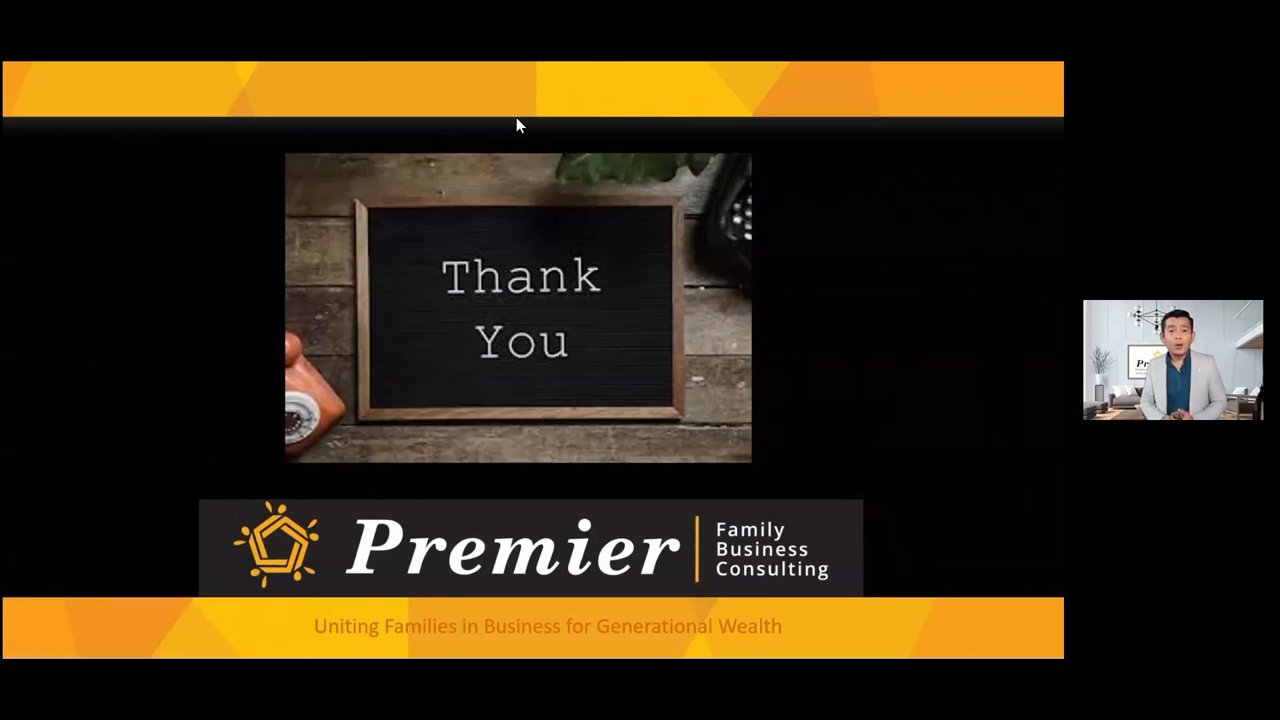 Thank
You
Premier
Family
Business
Consulting
Uniting Families in Business for Generational Wealth